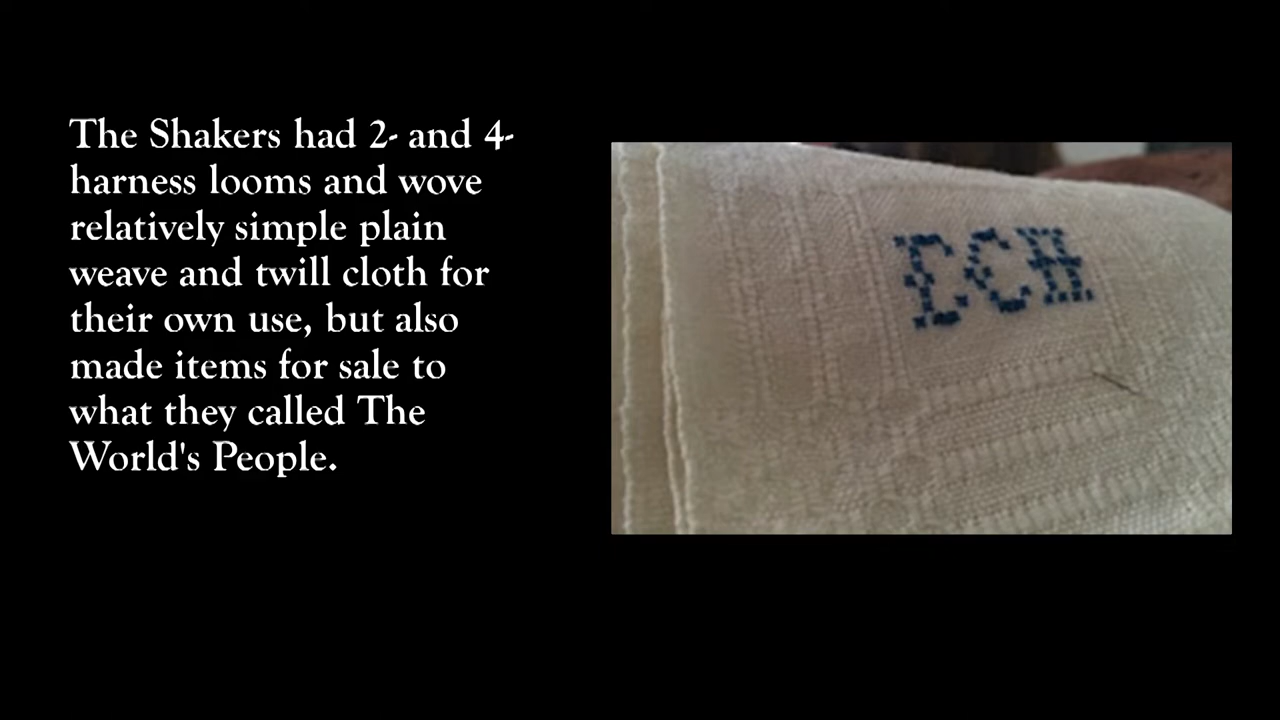 The Shakers had 2- and 4-
harness looms and wove
relatively simple plain
weave and twill cloth for
their own use, but also
made items for sale to
what they called The
World's People.
ECH